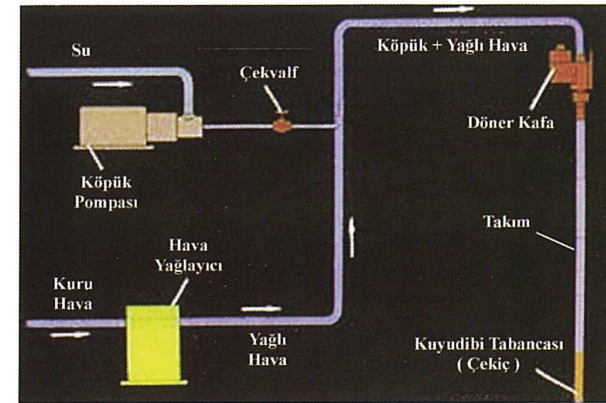 Su
Çekvalf
Köpük + Yağlı Hava
Döner Kafa
Köpük
Pompası
Takım
Hava
Yağlayıcı
Kuru
Hava
Yağlı
Hava
Kuyudibi Tabancası
( Çekiç )